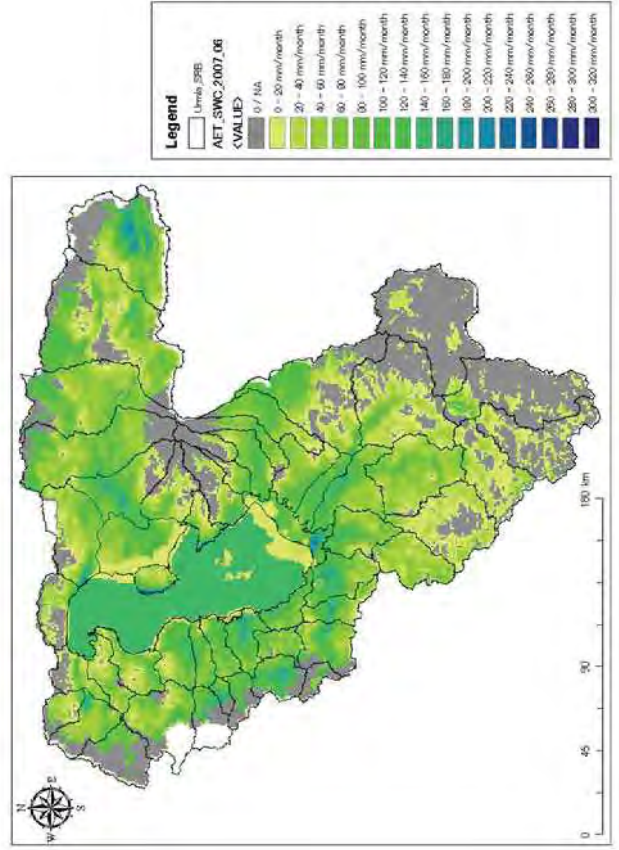 N
W E
S
0 45 90 180 km
Legend
Urmia_SRB
AET_SWC_2007_06
<VALUE>
0 / NA
0 - 20 mm/month
20 - 40 mm/month
40 - 60 mm/month
60 - 80 mm/month
80 - 100 mm/month
100 - 120 mm/month
120 - 140 mm/month
140 - 160 mm/month
160 - 180 mm/month
180 - 200 mm/month
200 - 220 mm/month
220 - 240 mm/month
240 - 260 mm/month
260 - 280 mm/month
280 - 300 mm/month
300 - 320 mm/month